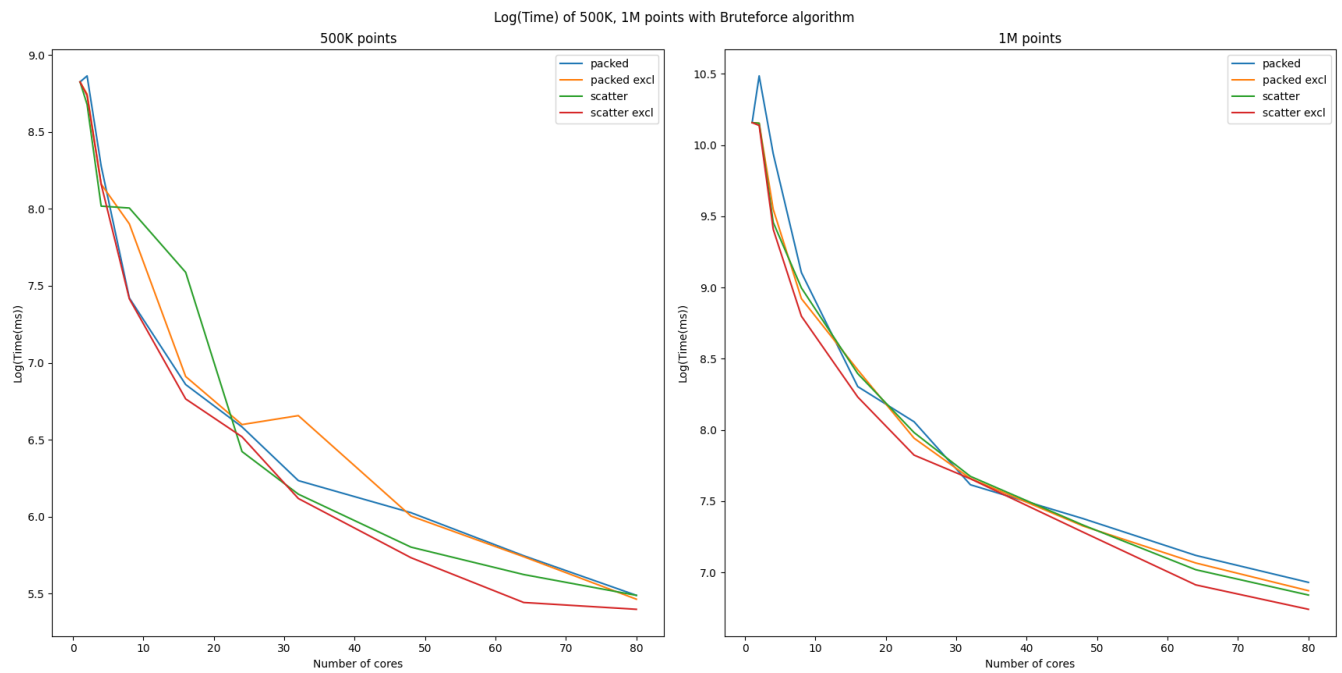 Log(Time) of 500K, 1M points with Bruteforce algorithm
500K points
9.0
8.5
8.0
7.5
7.0
6.5
6.0
5.5
Log(Time(ms))
0 10 20 30 40 50 60 70 80
Number of cores
packed
packed excl
scatter
scatter excl
1M points
10.5
10.0
9.5
9.0
8.5
8.0
7.5
7.0
Log(Time(ms))
0 10 20 30 40 50 60 70 80
Number of cores
packed
packed excl
scatter
scatter excl